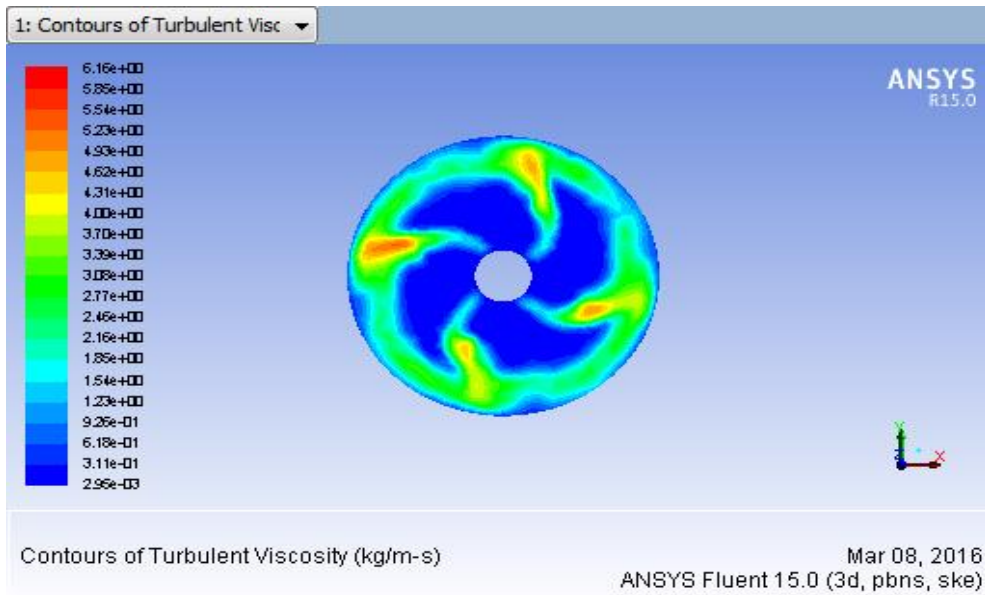 1: Contours of Turbulent Visc
ANSYS
R15.0
6.16e+00
5.85e+00
5.54e+00
5.23e+00
4.93e+00
4.62e+00
4.31e+00
4.00e+00
3.70e+00
3.39e+00
3.08e+00
2.77e+00
2.46e+00
2.16e+00
1.85e+00
1.54e+00
1.23e+00
9.26e-01
6.18e-01
3.11e-01
2.95e-03
Y
Z X
Contours of Turbulent Viscosity (kg/m-s)
Mar 08, 2016
ANSYS Fluent 15.0 (3d, pbns, ske)